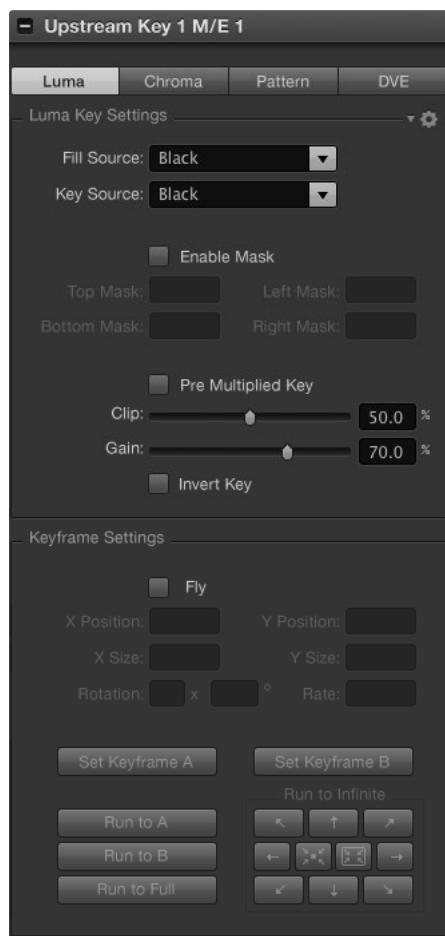 Upstream Key 1 M/E 1
Luma Chroma Pattern DVE
Luma Key Settings
Fill Source: Black
Key Source: Black
Enable Mask
Top Mask: Left Mask:
Bottom Mask: Right Mask:
Pre Multiplied Key
Clip: 50.0 %
Gain: 70.0 %
Invert Key
Keyframe Settings
Fly
X Position: Y Position:
X Size: Y Size:
Rotation: x ° Rate:
Set Keyframe A Set Keyframe B
Run to Infinite
Run to A
Run to B
Run to Full